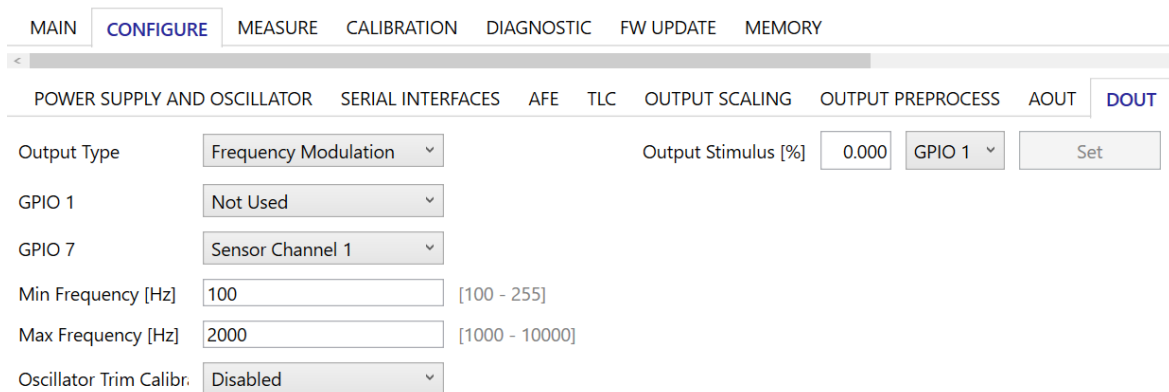 MAIN CONFIGURE MEASURE CALIBRATION DIAGNOSTIC FW UPDATE MEMORY
POWER SUPPLY AND OSCILLATOR SERIAL INTERFACES AFE TLC OUTPUT SCALING OUTPUT PREPROCESS AOUT DOUT
Output Type Frequency Modulation Output Stimulus [%] 0.000 GPIO 1 Set
GPIO 1 Not Used
GPIO 7 Sensor Channel 1
Min Frequency [Hz] 100 [100 - 255]
Max Frequency [Hz] 2000 [1000 - 10000]
Oscillator Trim Calibr Disabled